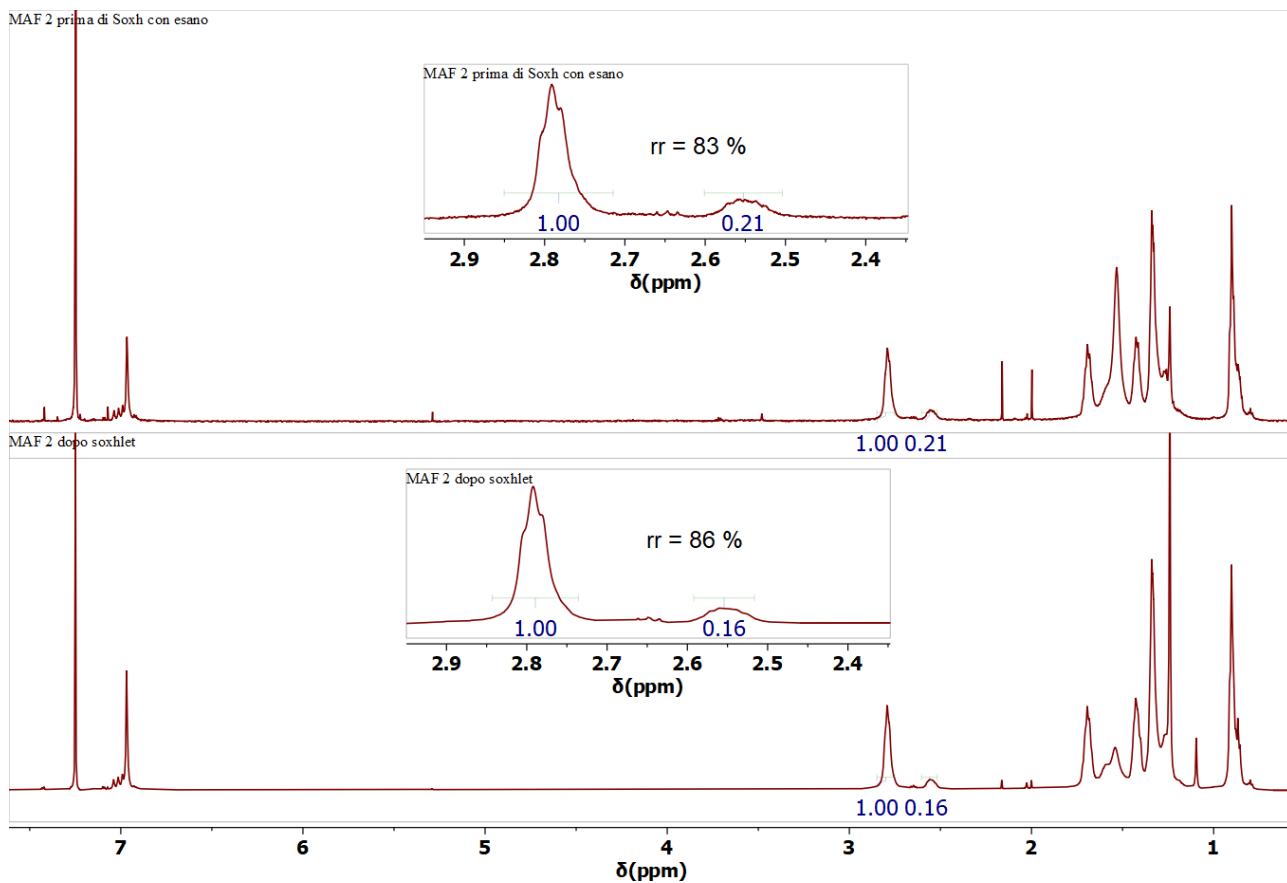 MAF 2 prima di Soxh con esano
MAF 2 prima di Soxh con esano
rr = 83 %
1.00 0.21
2.9 2.8 2.7 2.6 2.5 2.4
δ(ppm)
1.00 0.21
MAF 2 dopo soxhlet
MAF 2 dopo soxhlet
rr = 86 %
1.00 0.16
2.9 2.8 2.7 2.6 2.5 2.4
δ(ppm)
1.00 0.16
7 6 5 4 3 2 1
δ(ppm)